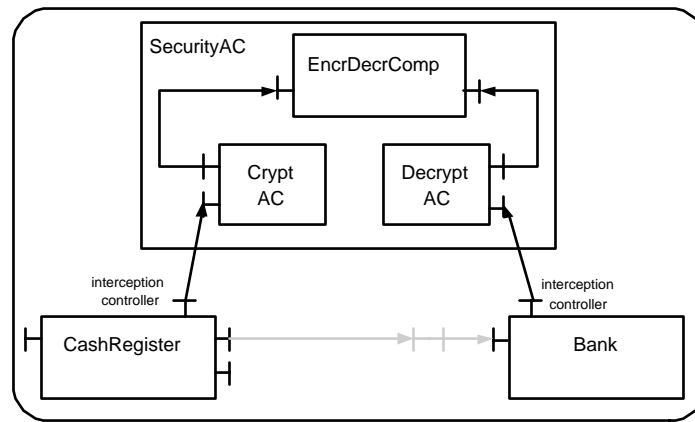 SecurityAC
EncrDecrComp
Crypt
AC
Decrypt
AC
interception
controller
interception
controller
CashRegister
Bank